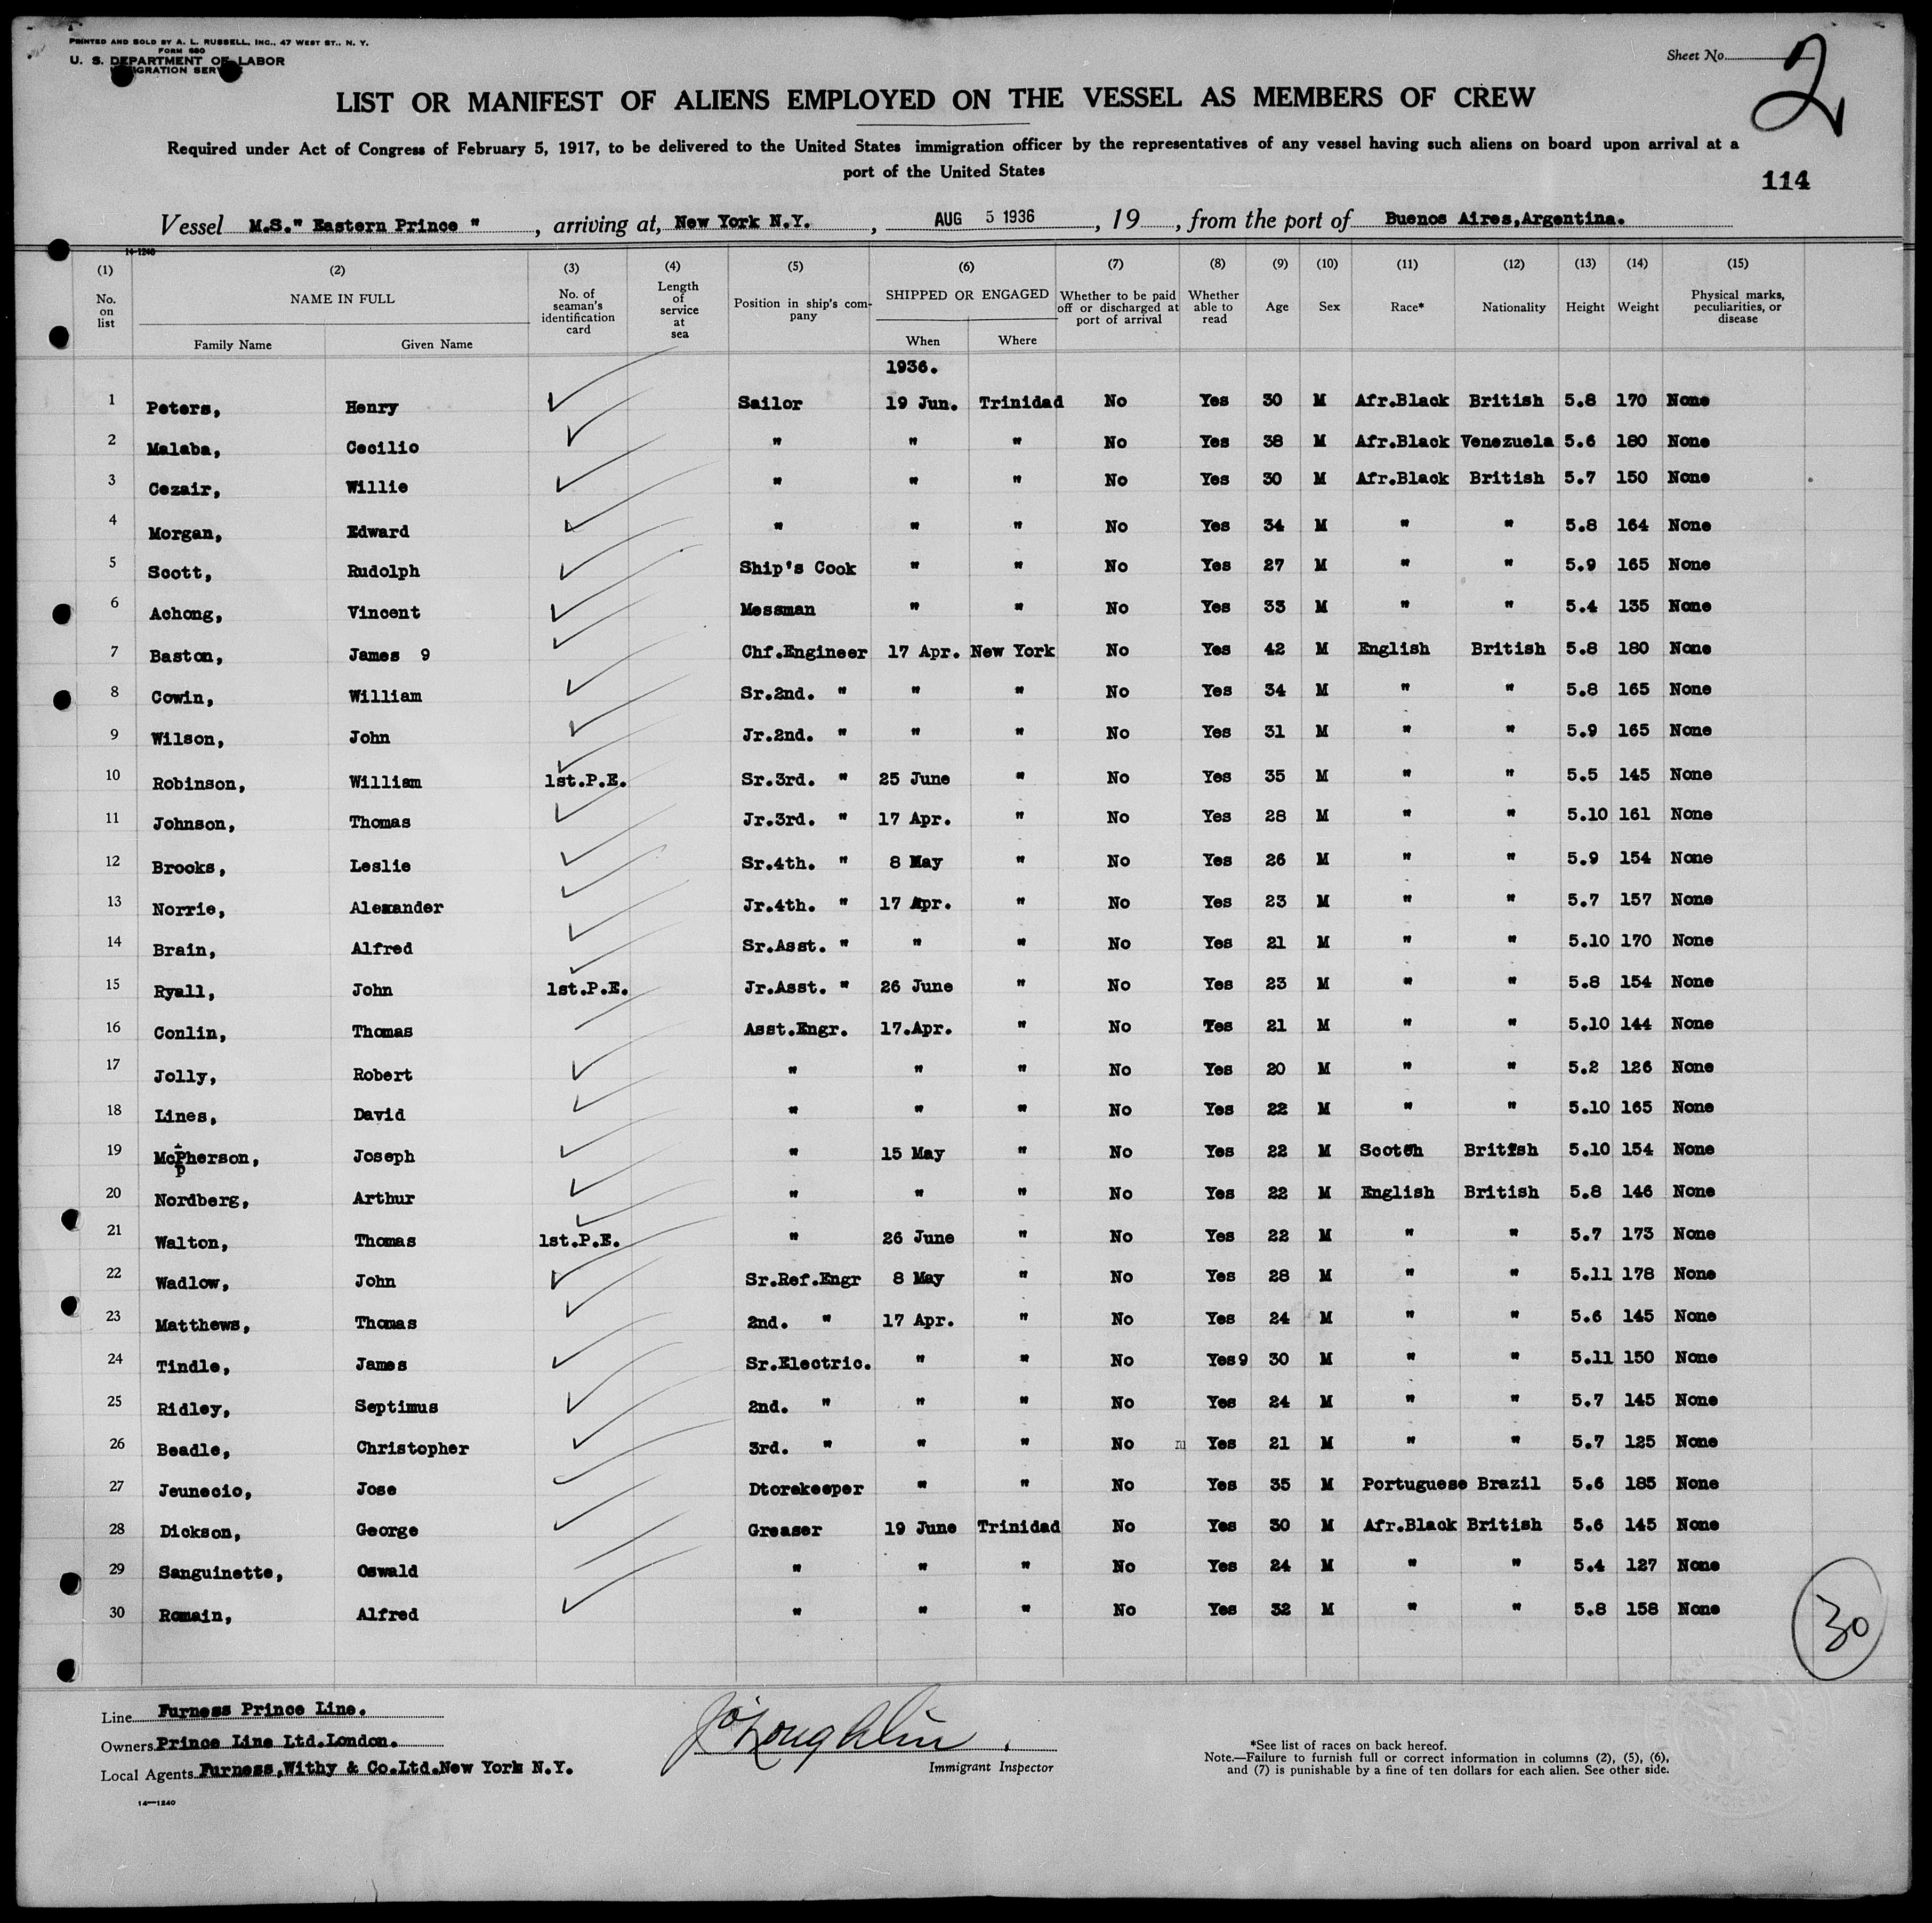 PRINTED AND SOLD BY A. L. RUSSELL, INC., 47 WEST ST., N. Y.
FORM 680
U. S. DEPARTMENT OF LABOR
IMMIGRATION SERVICE
Sheet No. 2
LIST OR MANIFEST OF ALIENS EMPLOYED ON THE VESSEL AS MEMBERS OF CREW
Required under Act of Congress of February 5, 1917, to be delivered to the United States immigration officer by the representatives of any vessel having such aliens on board upon arrival at a
port of the United States
114
Vessel M.S." Eastern Prince ", arriving at, New York N.Y., AUG 5 1936, 19, from the port of Buenos Aires,Argentina.
14-1240
(1) (2) (3) (4) (5) (6) (7) (8) (9) (10) (11) (12) (13) (14) (15)
No. on list NAME IN FULL Family Name Given Name No. of seaman's identification card Length of service at sea Position in ship's company SHIPPED OR ENGAGED When Where Whether to be paid off or discharged at port of arrival Whether able to read Age Sex Race* Nationality Height Weight Physical marks, peculiarities, or disease
1936.
1 Peters, Henry Sailor 19 Jun. Trinidad No Yes 30 M Afr.Black British 5.8 170 None
2 Malaba, Cecilio " " " No Yes 38 M Afr.Black Venezuela 5.6 180 None
3 Cezair, Willie " " " No Yes 30 M Afr.Black British 5.7 150 None
4 Morgan, Edward " " " No Yes 34 M " " 5.8 164 None
5 Scott, Rudolph Ship's Cook " " No Yes 27 M " " 5.9 165 None
6 Achong, Vincent Messman " " No Yes 33 M " " 5.4 135 None
7 Baston, James 9 Chf.Engineer 17 Apr. New York No Yes 42 M English British 5.8 180 None
8 Cowin, William Sr.2nd. " " " No Yes 34 M " " 5.8 165 None
9 Wilson, John Jr.2nd. " " " No Yes 31 M " " 5.9 165 None
10 Robinson, William 1st.P.E. Sr.3rd. " 25 June " No Yes 35 M " " 5.5 145 None
11 Johnson, Thomas Jr.3rd. " 17 Apr. " No Yes 28 M " " 5.10 161 None
12 Brooks, Leslie Sr.4th. " 8 May " No Yes 26 M " " 5.9 154 None
13 Norrie, Alexander Jr.4th. " 17 Apr. " No Yes 23 M " " 5.7 157 None
14 Brain, Alfred Sr.Asst. " " " No Yes 21 M " " 5.10 170 None
15 Ryall, John 1st.P.E. Jr.Asst. " 26 June " No Yes 23 M " " 5.8 154 None
16 Conlin, Thomas Asst.Engr. 17.Apr. " No Yes 21 M " " 5.10 144 None
17 Jolly, Robert " " " No Yes 20 M " " 5.2 126 None
18 Lines, David " " " No Yes 22 M " " 5.10 165 None
19 McPherson, Joseph " 15 May " No Yes 22 M Scotch British 5.10 154 None
20 Nordberg, Arthur " " " No Yes 22 M English British 5.8 146 None
21 Walton, Thomas 1st.P.E. " 26 June " No Yes 22 M " " 5.7 173 None
22 Wadlow, John Sr.Ref.Engr 8 May " No Yes 28 M " " 5.11 178 None
23 Matthews, Thomas 2nd. " 17 Apr. " No Yes 24 M " " 5.6 145 None
24 Tindle, James Sr.Electric. " " No Yes9 30 M " " 5.11 150 None
25 Ridley, Septimus 2nd. " " " No Yes 24 M " " 5.7 145 None
26 Beadle, Christopher 3rd. " " " No m Yes 21 M " " 5.7 125 None
27 Jeunecio, Jose Dtorekeeper " " No Yes 35 M Portuguese Brazil 5.6 185 None
28 Dickson, George Greaser 19 June Trinidad No Yes 30 M Afr.Black British 5.6 145 None
29 Sanguinette, Oswald " " " No Yes 24 M " " 5.4 127 None
30 Romain, Alfred " " " No Yes 32 M " " 5.8 158 None
30
Line Furness Prince Line.
Owners Prince Line Ltd.London.
Local Agents Furness,Withy & Co.Ltd.New York N.Y.
J O'Loughlin
Immigrant Inspector
*See list of races on back hereof.
Note.—Failure to furnish full or correct information in columns (2), (5), (6),
and (7) is punishable by a fine of ten dollars for each alien. See other side.
14—1240